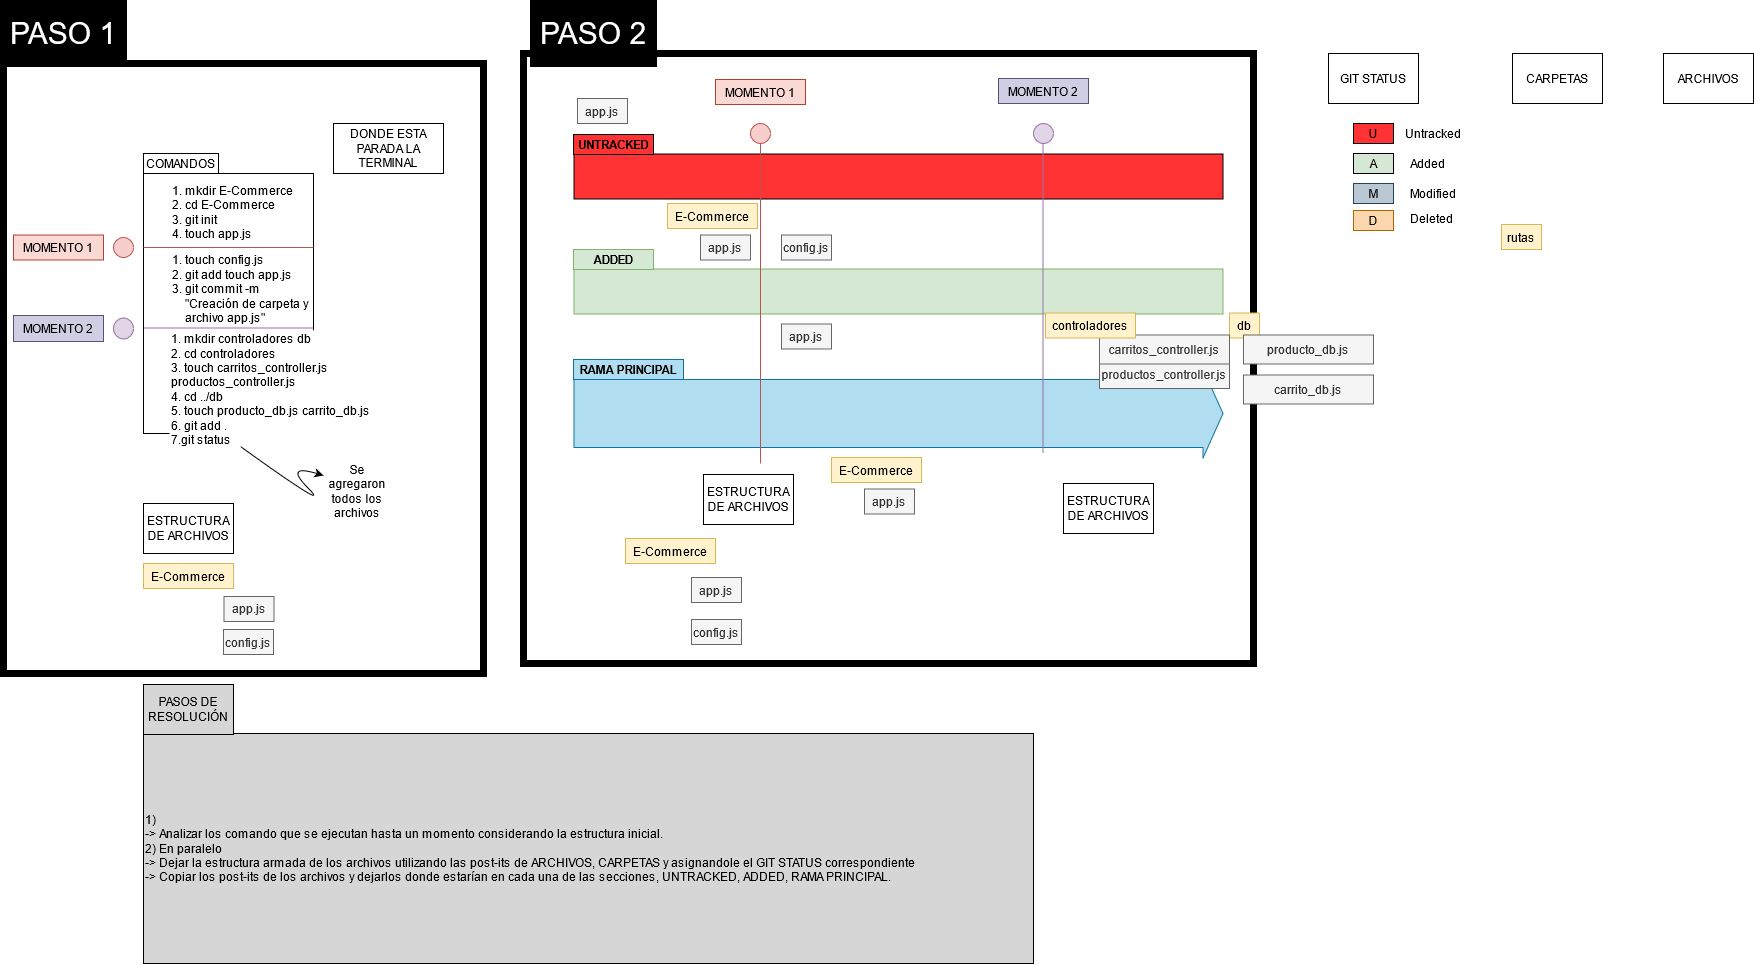 PASO 1
DONDE ESTA
PARADA LA
TERMINAL
COMANDOS
1. mkdir E-Commerce
2. cd E-Commerce
3. git init
4. touch app.js
MOMENTO 1
1. touch config.js
2. git add touch app.js
3. git commit -m
"Creación de carpeta y
archivo app.js"
MOMENTO 2
1. mkdir controladores db
2. cd controladores
3. touch carritos_controller.js
productos_controller.js
4. cd ../db
5. touch producto_db.js carrito_db.js
6. git add .
7.git status
Se
agregaron
todos los
archivos
ESTRUCTURA
DE ARCHIVOS
E-Commerce
app.js
config.js
PASO 2
MOMENTO 1
MOMENTO 2
app.js
UNTRACKED
E-Commerce
app.js
config.js
ADDED
controladores
db
app.js
carritos_controller.js
producto_db.js
productos_controller.js
carrito_db.js
RAMA PRINCIPAL
E-Commerce
app.js
ESTRUCTURA
DE ARCHIVOS
ESTRUCTURA
DE ARCHIVOS
E-Commerce
app.js
config.js
GIT STATUS
CARPETAS
ARCHIVOS
U Untracked
A Added
M Modified
D Deleted
rutas
PASOS DE
RESOLUCIÓN
1)
-> Analizar los comando que se ejecutan hasta un momento considerando la estructura inicial.
2) En paralelo
-> Dejar la estructura armada de los archivos utilizando las post-its de ARCHIVOS, CARPETAS y asignandole el GIT STATUS correspondiente
-> Copiar los post-its de los archivos y dejarlos donde estarían en cada una de las secciones, UNTRACKED, ADDED, RAMA PRINCIPAL.